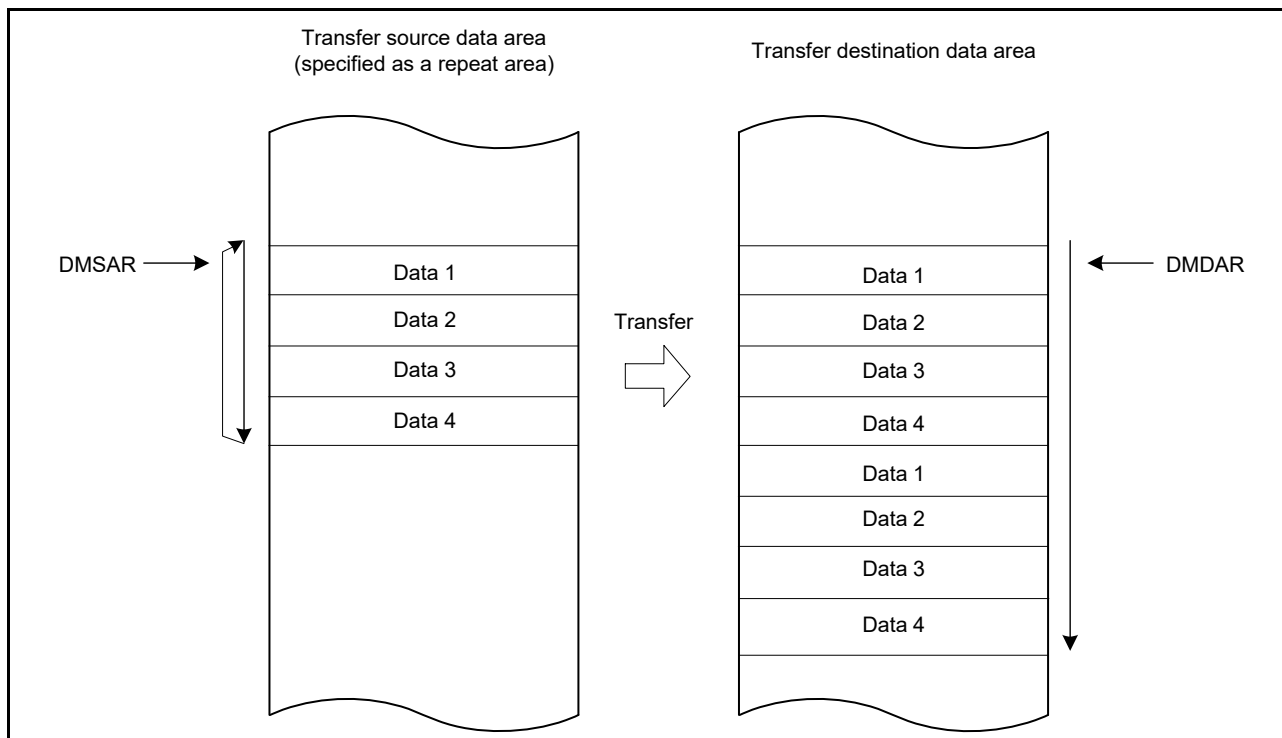 Transfer source data area
(specified as a repeat area)
Transfer destination data area
DMSAR
Data 1
Data 2
Data 3
Data 4
Transfer
Data 1
Data 2
Data 3
Data 4
Data 1
Data 2
Data 3
Data 4
DMDAR